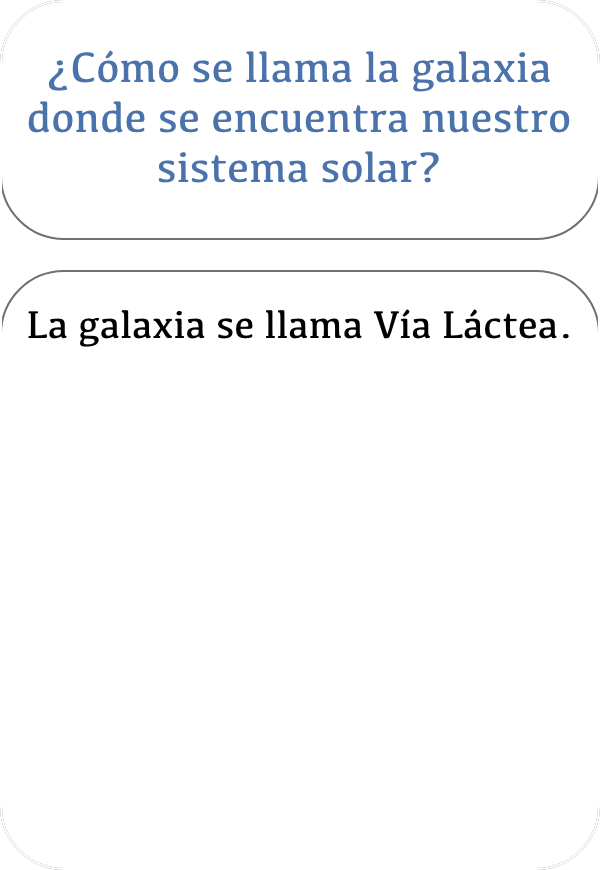 ¿Cómo se llama la galaxia
donde se encuentra nuestro
sistema solar?
La galaxia se llama Vía Láctea.